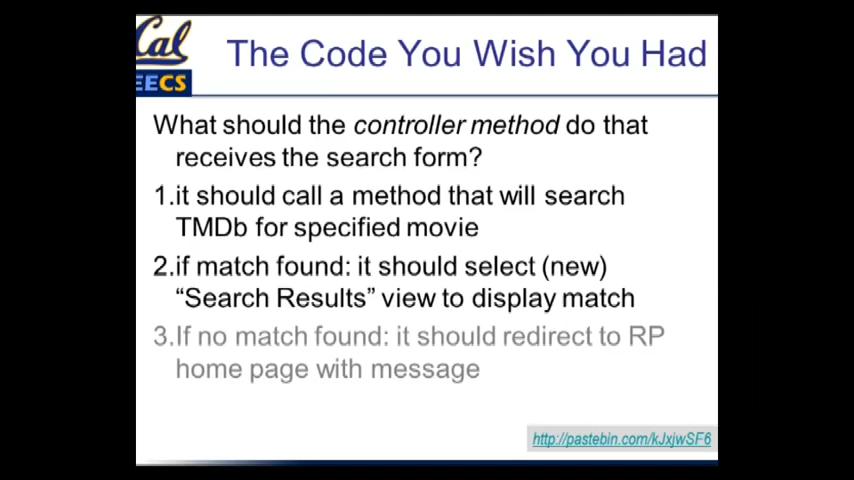 Cal
EECS
The Code You Wish You Had
What should the controller method do that
receives the search form?
1.it should call a method that will search
TMDb for specified movie
2.if match found: it should select (new)
“Search Results” view to display match
3.If no match found: it should redirect to RP
home page with message
http://pastebin.com/kJxjwSF6